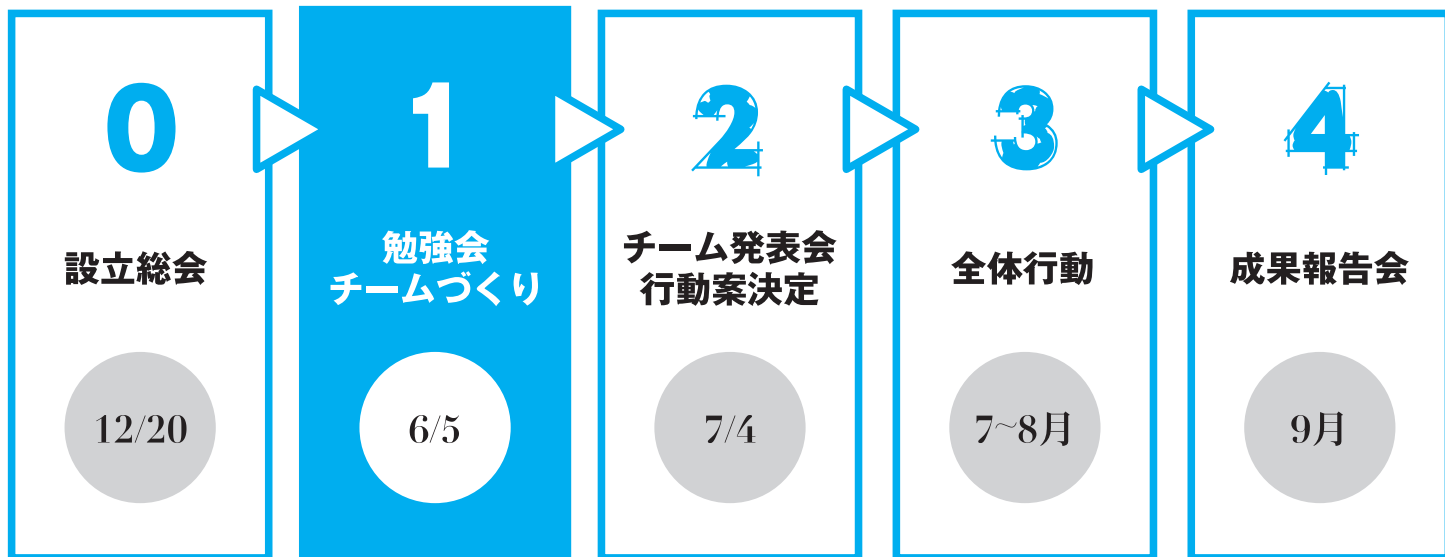 0
設立総会
12/20
1
勉強会
チームづくり
6/5
2
チーム発表会
行動案決定
7/4
3
全体行動
7~8月
4
成果報告会
9月